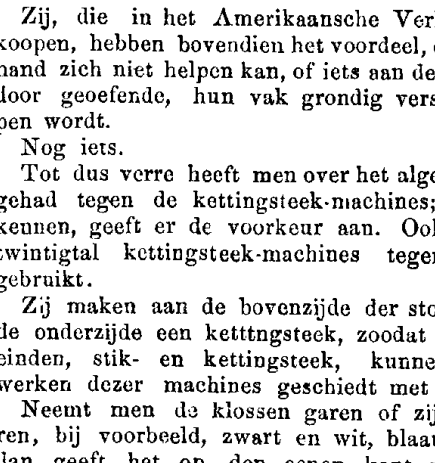 Zij, die in het Amerikaansche Ver
koopen, hebben bovendien het voordeel,
hand zich niet helpen kan, of iets aan de
door geoefende, hun vak grondig vers
pen wordt.
Nog iets.
Tot dus verre heeft men over het alge
gehad tegen de kettingsteek-machines;
kennen, geeft er de voorkeur aan. Ool
twintigtal kettingsteek-machines tegen
gebruikt.
Zij maken aan de bovenzijde der sto
de onderzijde een ketttngsteek, zoodat
einden, stik- en kettingsteek, kunne
werken dezer machines geschiedt met
Neemt men de klossen garen of zij
ren, bij voorbeeld, zwart en wit, blau
dan geeft het op den eenen kant